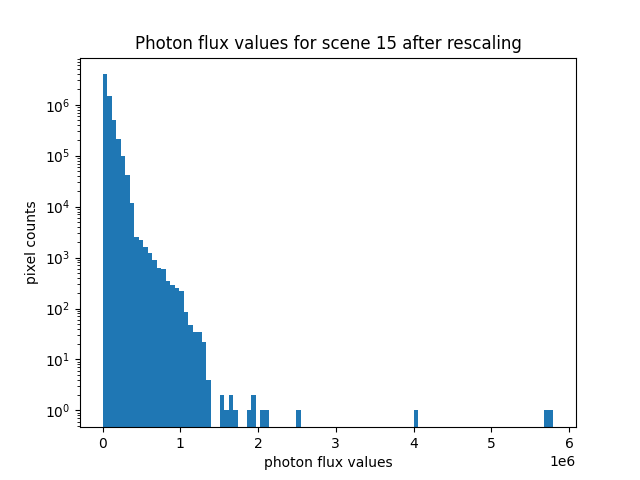 Photon flux values for scene 15 after rescaling
pixel counts
10⁶
10⁵
10⁴
10³
10²
10¹
10⁰
0 1 2 3 4 5 6
1e6
photon flux values